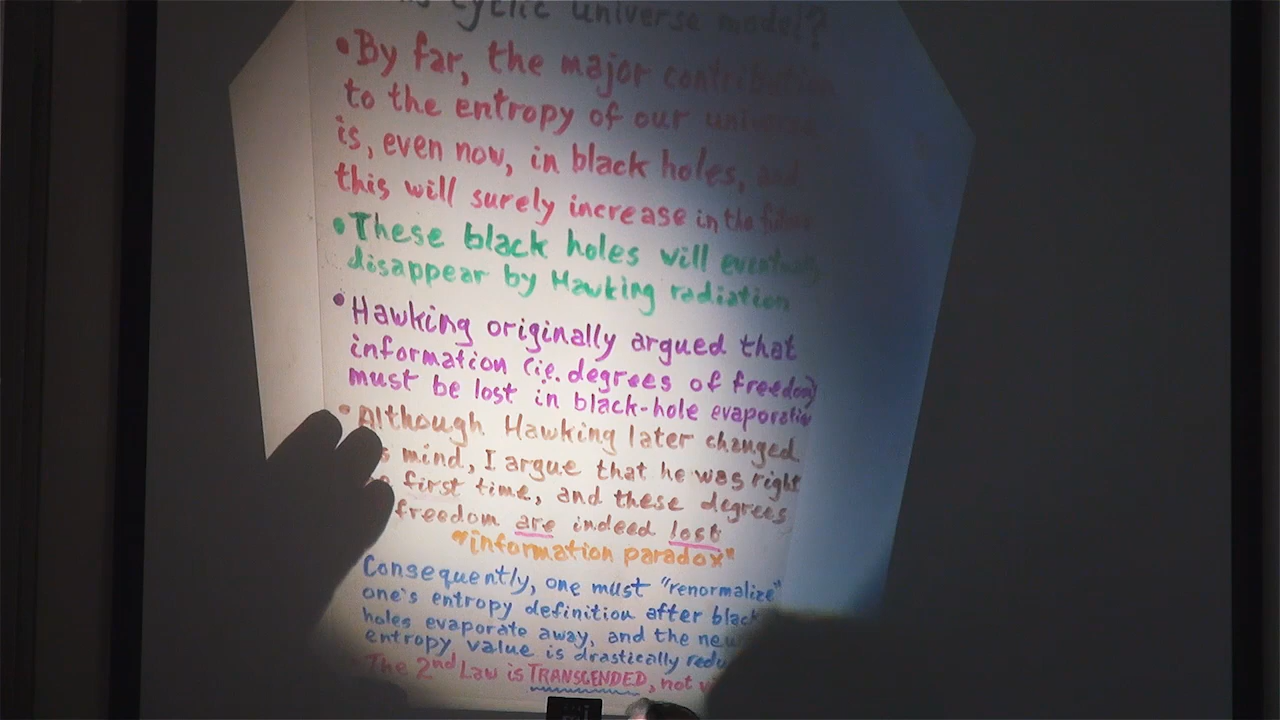 cyclic universe model?
• By far, the major contribution
to the entropy of our universe
is, even now, in black holes, and
this will surely increase in the future
• These black holes will eventually
disappear by Hawking radiation
• Hawking originally argued that
information (i.e. degrees of freedom)
must be lost in black-hole evaporation
• Although Hawking later changed
mind, I argue that he was right
first time, and these degrees
freedom are indeed lost
"information paradox"
Consequently, one must "renormalize"
one's entropy definition after black
holes evaporate away, and the
entropy value is drastically
The 2nd Law is TRANSCENDED, not